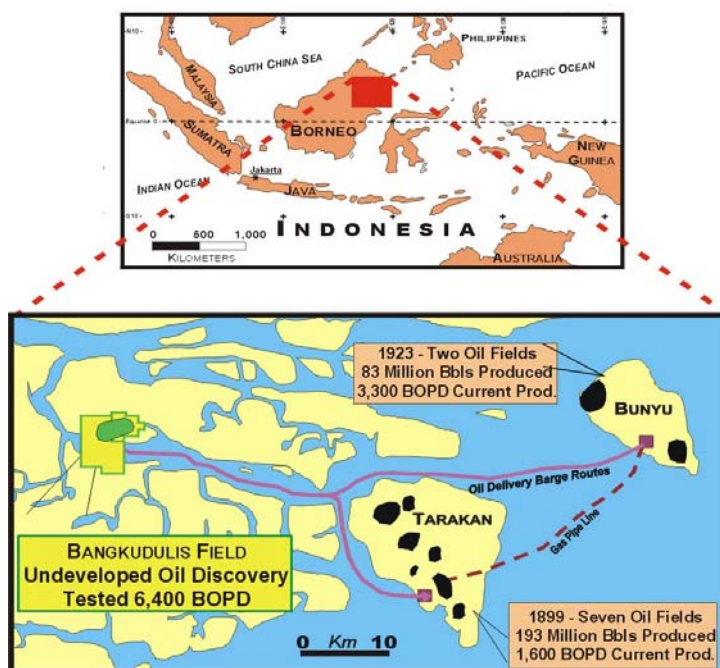 N10
PHILIPPINES
SOUTH CHINA SEA
PACIFIC OCEAN
MALAYSIA
BORNEO
SUMATRA
NEW
GUINEA
Jakarta
INDIAN OCEAN
JAVA
INDONESIA
0 500 1,000
KILOMETERS
AUSTRALIA
1923 - Two Oil Fields
83 Million Bbls Produced
3,300 BOPD Current Prod.
BUNYU
Oil Delivery Barge Routes
TARAKAN
Gas Pipe Line
BANGKUDULIS FIELD
Undeveloped Oil Discovery
Tested 6,400 BOPD
1899 - Seven Oil Fields
193 Million Bbls Produced
1,600 BOPD Current Prod.
0 Km 10